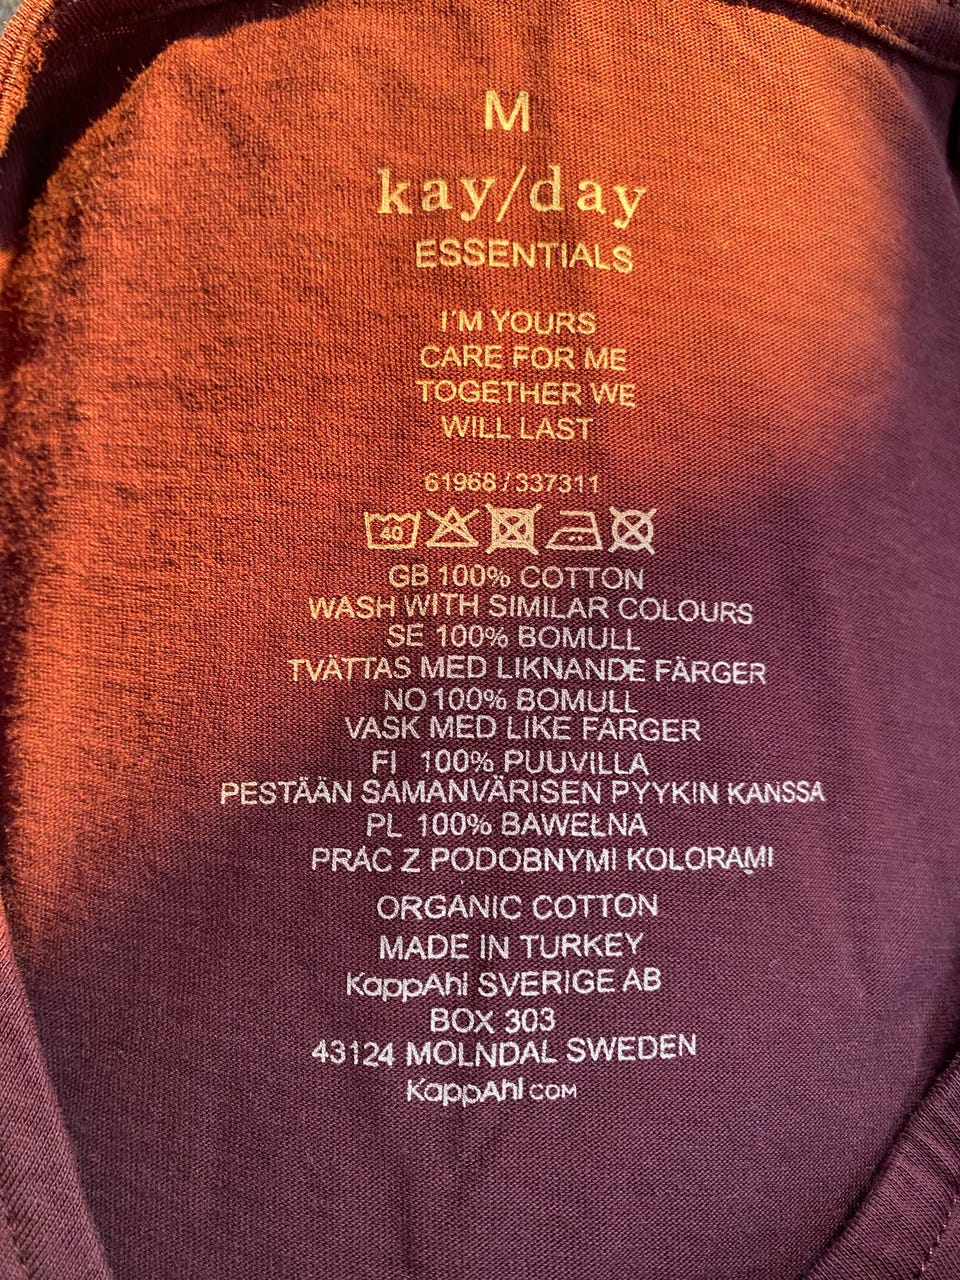 M
kay/day
ESSENTIALS
I'M YOURS
CARE FOR ME
TOGETHER WE
WILL LAST
61968 / 337311
40
GB 100% COTTON
WASH WITH SIMILAR COLOURS
SE 100% BOMULL
TVÄTTAS MED LIKNANDE FÄRGER
NO 100% BOMULL
VASK MED LIKE FARGER
FI 100% PUUVILLA
PESTÄÄN SAMANVÄRISEN PYYKIN KANSSA
PL 100% BAWEŁNA
PRAC Z PODOBNYMI KOLORAMI
ORGANIC COTTON
MADE IN TURKEY
KappAhl SVERIGE AB
BOX 303
43124 MOLNDAL SWEDEN
KappAhl COM